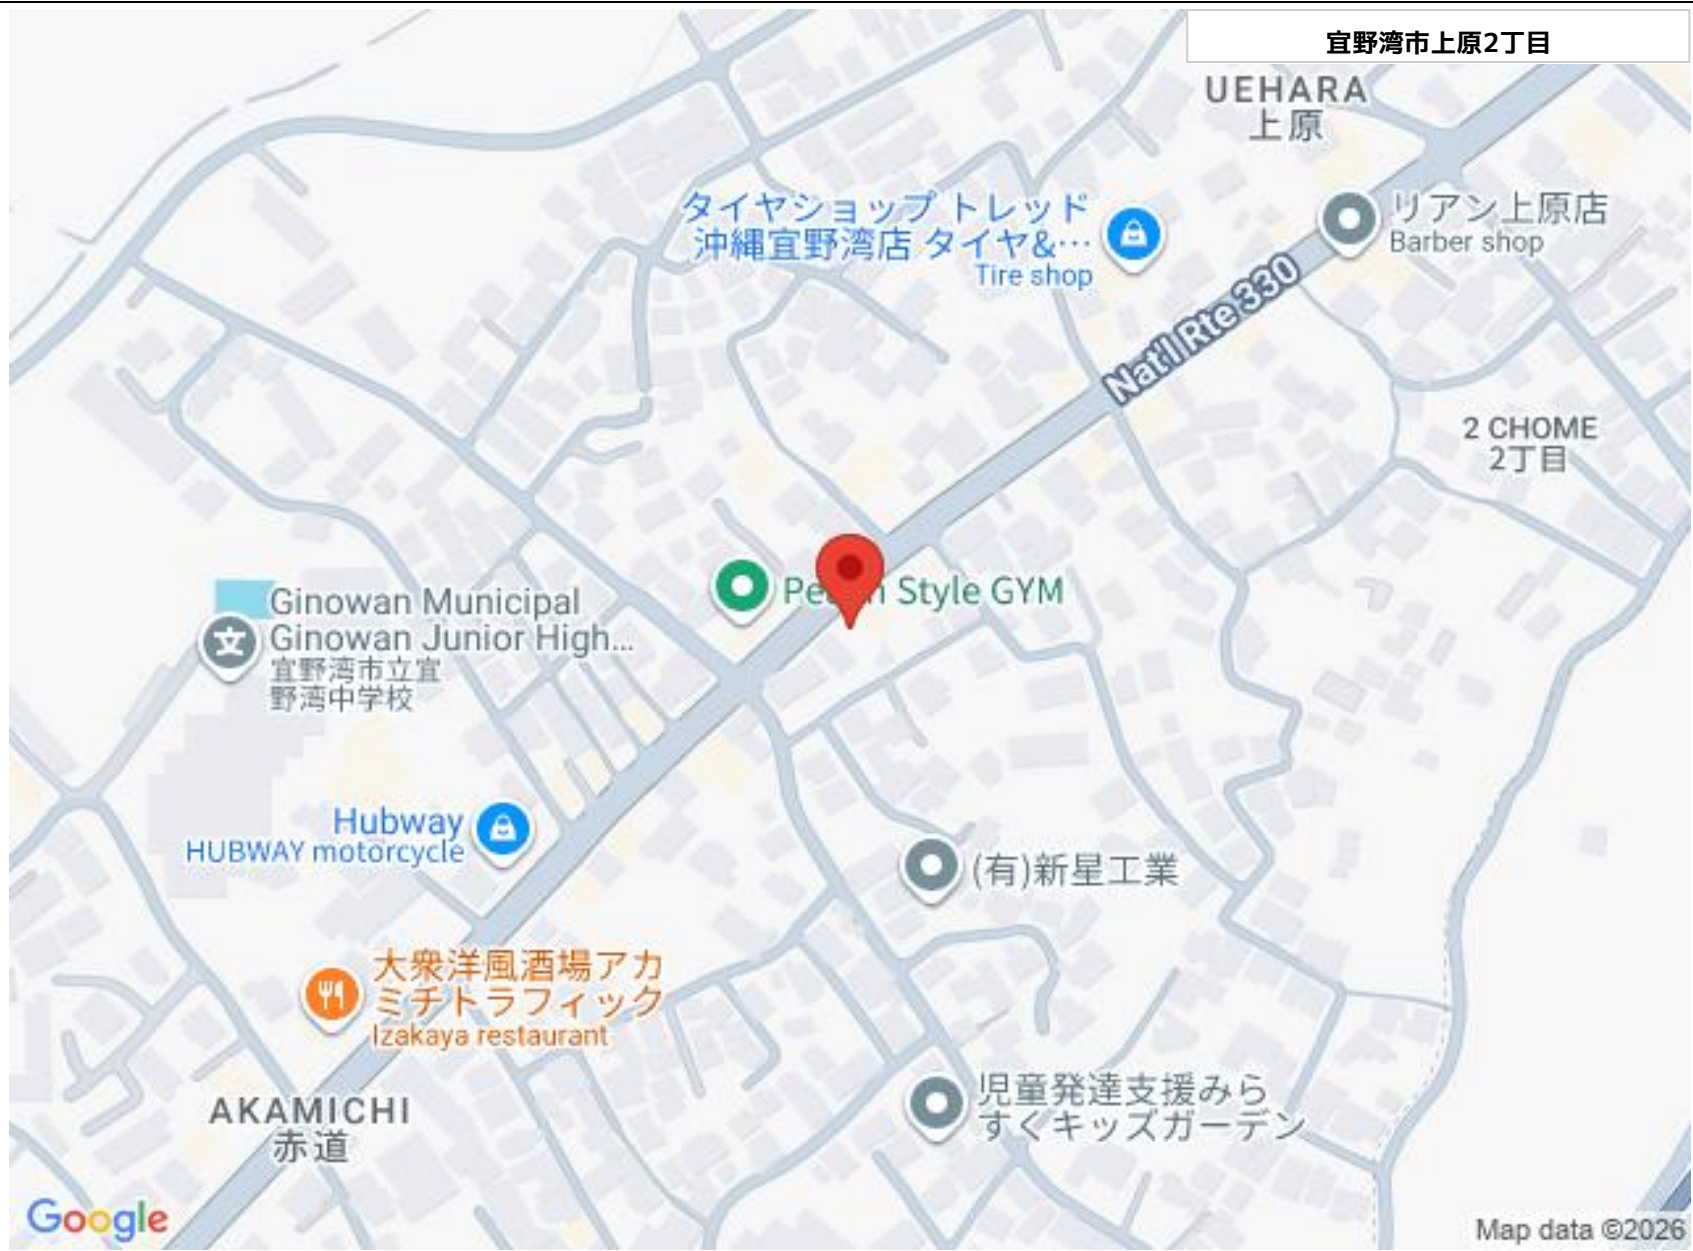 宜野湾市上原2丁目
UEHARA
上原
タイヤショップ トレッド
沖縄宜野湾店 タイヤ&…
Tire shop
リアン上原店
Barber shop
Nat'l Rte 330
2 CHOME
2丁目
Style GYM
Ginowan Municipal
Ginowan Junior High...
宜野湾市立宜
野湾中学校
文
Hubway
HUBWAY motorcycle
(有)新星工業
大衆洋風酒場アカ
ミチトラフィック
Izakaya restaurant
児童発達支援みら
すくキッズガーデン
AKAMICHI
赤道
Google
Map data ©2026